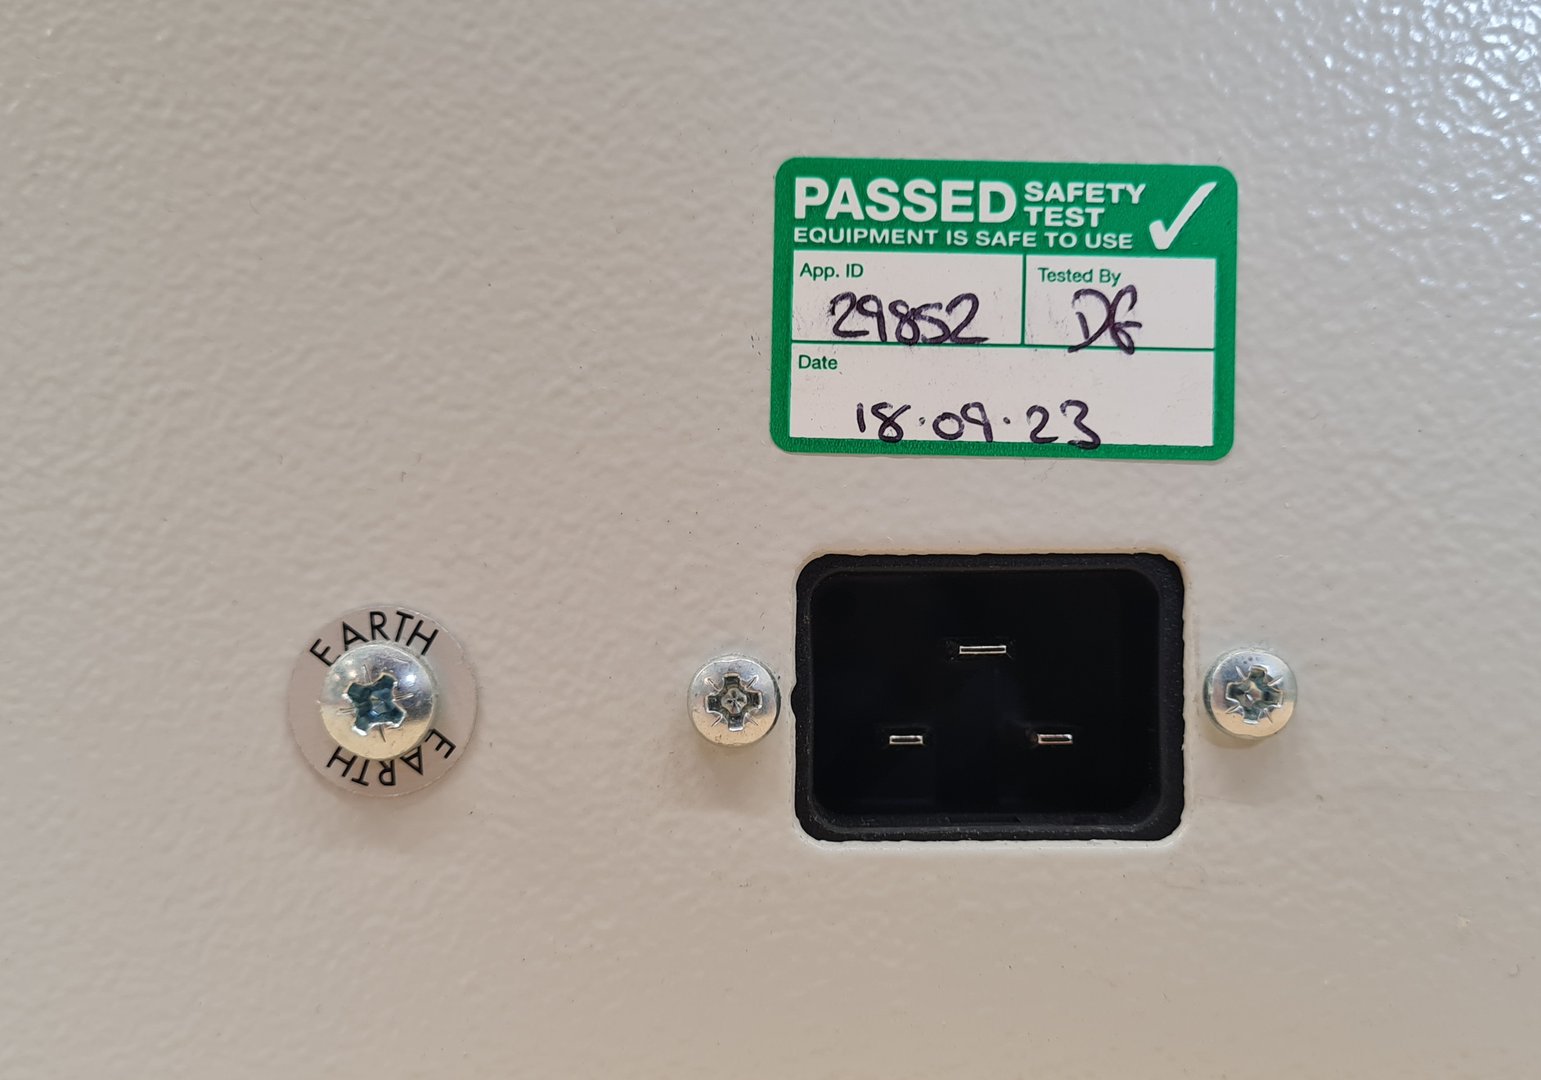 PASSED SAFETY TEST
EQUIPMENT IS SAFE TO USE
App. ID
29852
Tested By
DG
Date
18.09.23
EARTH
EARTH